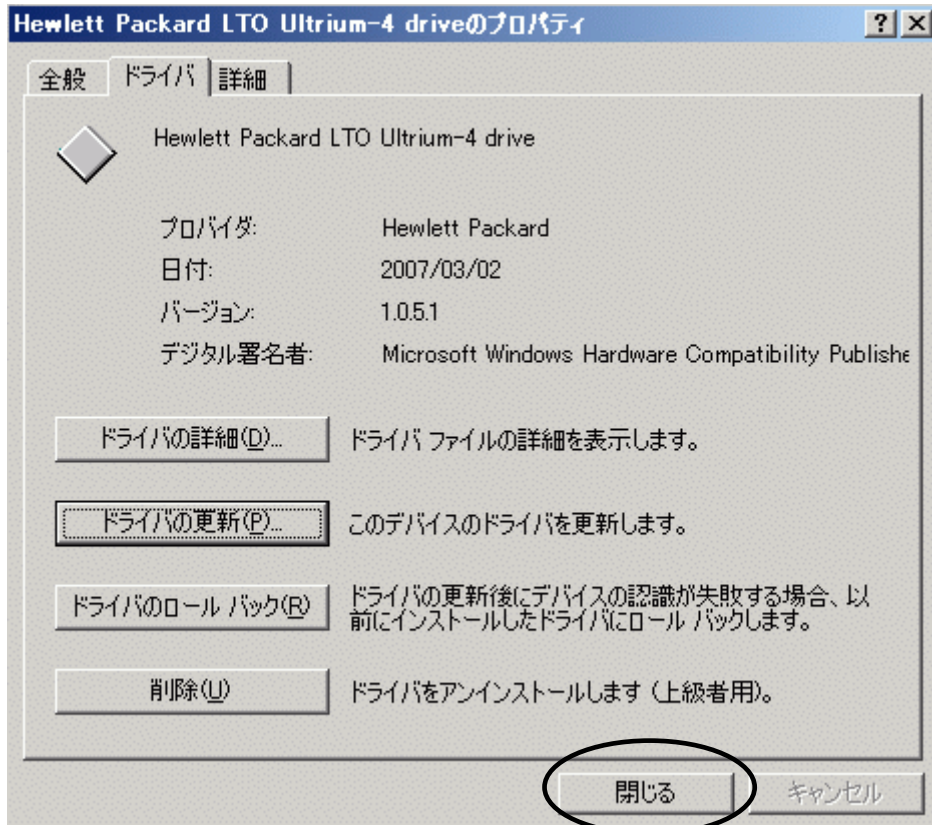 Hewlett Packard LTO Ultrium-4 driveのプロパティ
全般 ドライバ 詳細
Hewlett Packard LTO Ultrium-4 drive
プロバイダ: Hewlett Packard
日付: 2007/03/02
バージョン: 1.0.5.1
デジタル署名者: Microsoft Windows Hardware Compatibility Publishe
ドライバの詳細(D)... ドライバ ファイルの詳細を表示します。
ドライバの更新(P)... このデバイスのドライバを更新します。
ドライバのロール バック(R) ドライバの更新後にデバイスの認識が失敗する場合、以
前にインストールしたドライバにロール バックします。
削除(U) ドライバをアンインストールします (上級者用)。
閉じる キャンセル